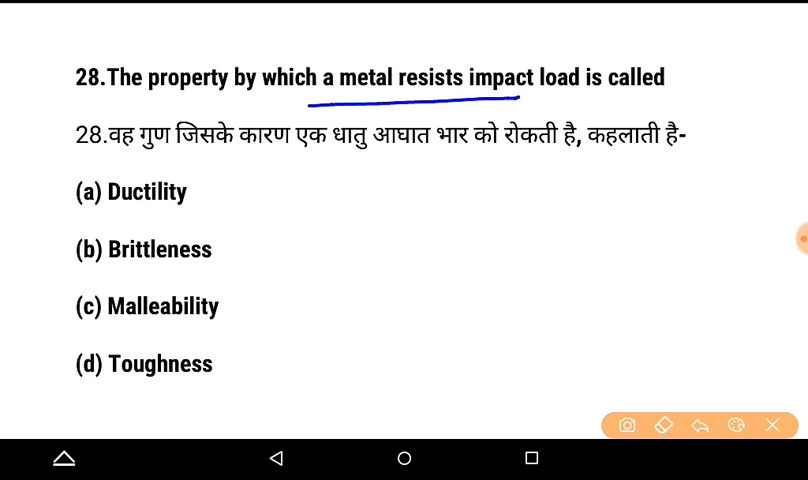 28.The property by which a metal resists impact load is called
28.वह गुण जिसके कारण एक धातु आघात भार को रोकती है, कहलाती है-
(a) Ductility
(b) Brittleness
(c) Malleability
(d) Toughness